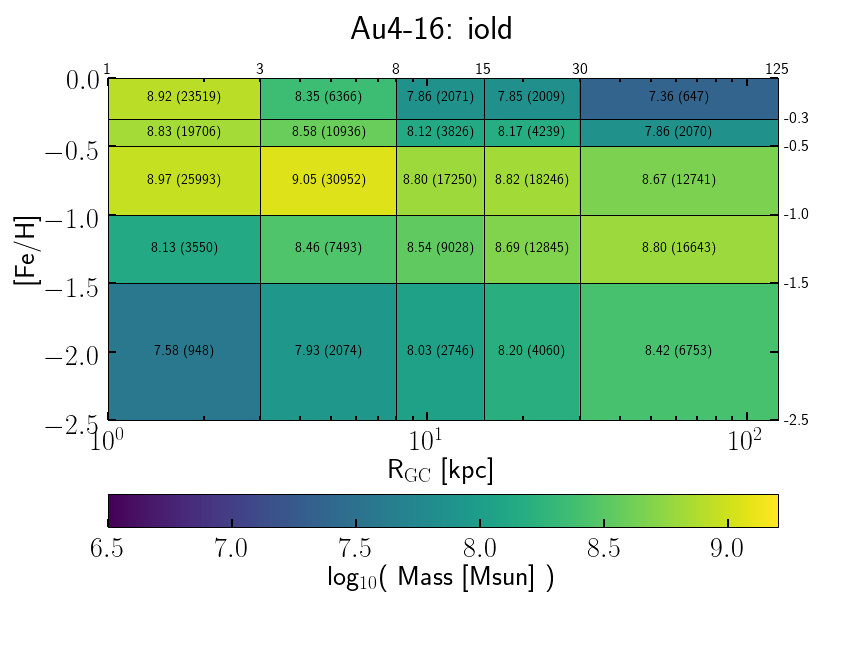 Au4-16: iold
1 3 8 15 30 125
0.0 8.92 (23519) 8.35 (6366) 7.86 (2071) 7.85 (2009) 7.36 (647)
-0.3
8.83 (19706) 8.58 (10936) 8.12 (3826) 8.17 (4239) 7.86 (2070)
−0.5 -0.5
8.97 (25993) 9.05 (30952) 8.80 (17250) 8.82 (18246) 8.67 (12741)
−1.0 -1.0
[Fe/H] 8.13 (3550) 8.46 (7493) 8.54 (9028) 8.69 (12845) 8.80 (16643)
−1.5 -1.5
−2.0 7.58 (948) 7.93 (2074) 8.03 (2746) 8.20 (4060) 8.42 (6753)
−2.5 -2.5
10⁰ 10¹ 10²
R_GC [kpc]
6.5 7.0 7.5 8.0 8.5 9.0
log₁₀( Mass [Msun] )